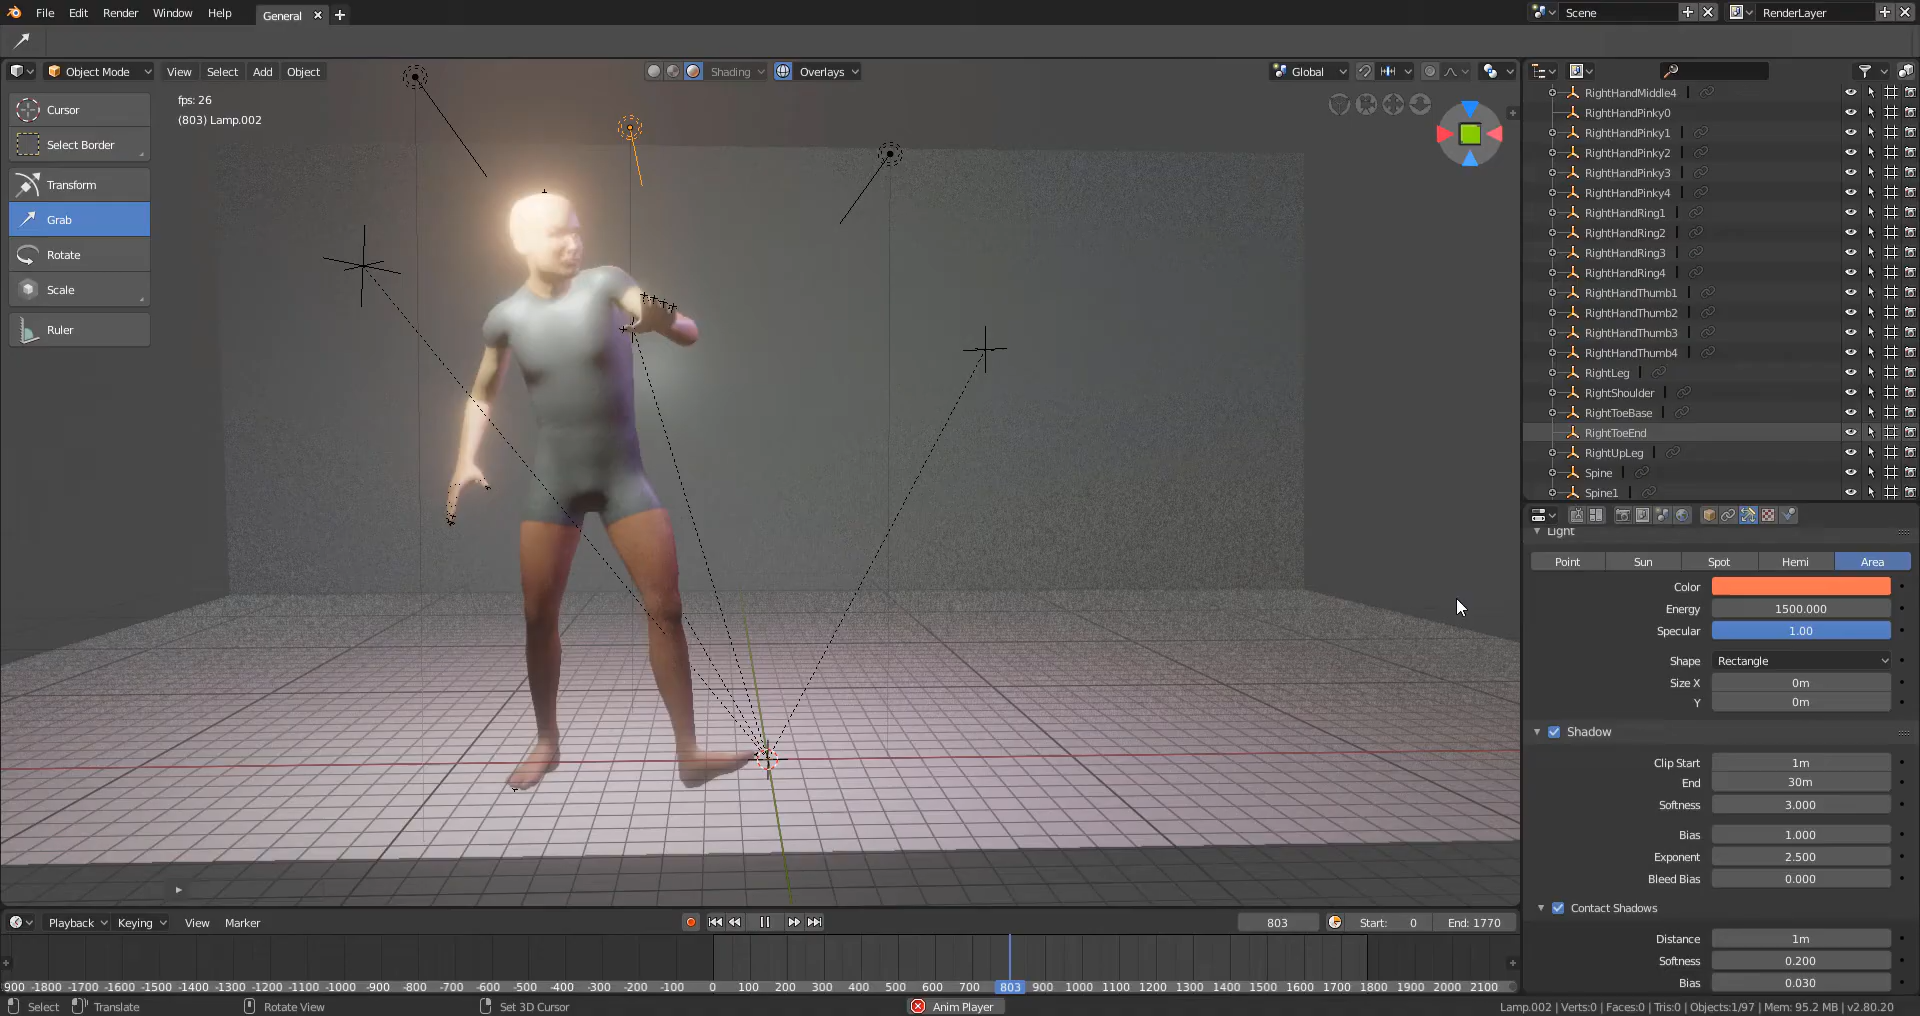 File Edit Render Window Help General Scene RenderLayer
Object Mode View Select Add Object Shading Overlays Global
fps: 26
(803) Lamp.002
Cursor
Select Border
Transform
Grab
Rotate
Scale
Ruler
RightHandMiddle4
RightHandPinky0
RightHandPinky1
RightHandPinky2
RightHandPinky3
RightHandPinky4
RightHandRing1
RightHandRing2
RightHandRing3
RightHandRing4
RightHandThumb1
RightHandThumb2
RightHandThumb3
RightHandThumb4
RightLeg
RightShoulder
RightToeBase
RightToeEnd
RightUpLeg
Spine
Spine1
Light
Point Sun Spot Hemi Area
Color
Energy 1500.000
Specular 1.00
Shape Rectangle
Size X 0m
Y 0m
Shadow
Clip Start 1m
End 30m
Softness 3.000
Bias 1.000
Exponent 2.500
Bleed Bias 0.000
Contact Shadows
Distance 1m
Softness 0.200
Bias 0.030
Playback Keying View Marker 803 Start: 0 End: 1770
-900 -1800 -1700 -1600 -1500 -1400 -1300 -1200 -1100 -1000 -900 -800 -700 -600 -500 -400 -300 -200 -100 0 100 200 300 400 500 600 700 803 900 1000 1100 1200 1300 1400 1500 1600 1700 1800 1900 2000 2100
Select Translate Rotate View Set 3D Cursor Anim Player Lamp.002 | Verts:0 | Faces:0 | Tris:0 | Objects:1/97 | Mem: 95.2 MB | v2.80.20